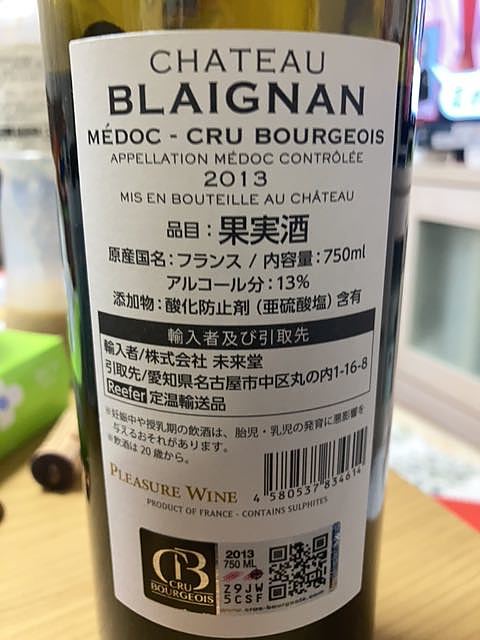 CHATEAU
BLAIGNAN
MÉDOC - CRU BOURGEOIS
APPELLATION MÉDOC CONTRÔLÉE
2013
MIS EN BOUTEILLE AU CHÂTEAU
品目：果実酒
原産国名：フランス / 内容量：750ml
アルコール分：13%
添加物：酸化防止剤（亜硫酸塩）含有
輸入者及び引取先
輸入者/株式会社 未来堂
引取先/愛知県名古屋市中区丸の内1-16-8
Reefer 定温輸送品
※妊娠中や授乳期の飲酒は、胎児・乳児の発育に悪影響を
与えるおそれがあります。
※飲酒は20歳から。
PLEASURE WINE
4 580537 834614
PRODUCT OF FRANCE - CONTAINS SULPHITES
CB
CRU
BOURGEOIS
2013
750 ML
Z9JW
5CSF
www.crus-bourgeois.com